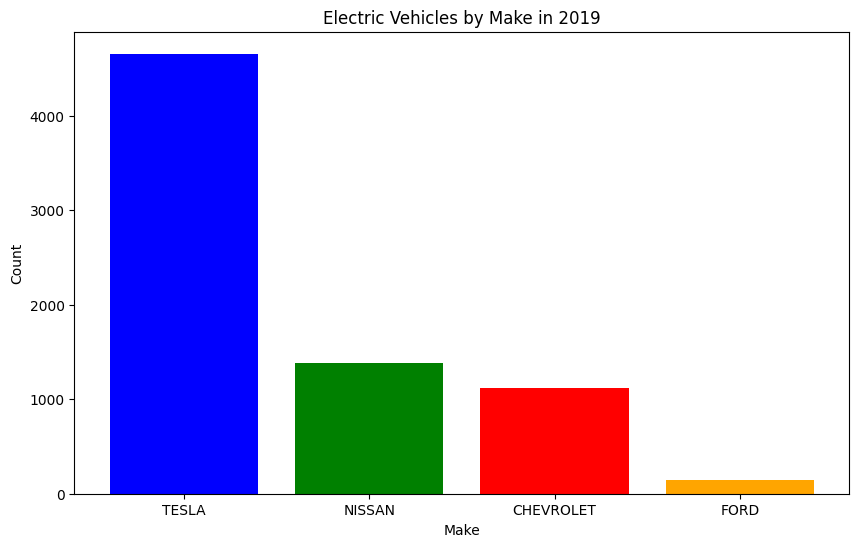 Electric Vehicles by Make in 2019
Count
4000
3000
2000
1000
0
TESLA NISSAN CHEVROLET FORD
Make